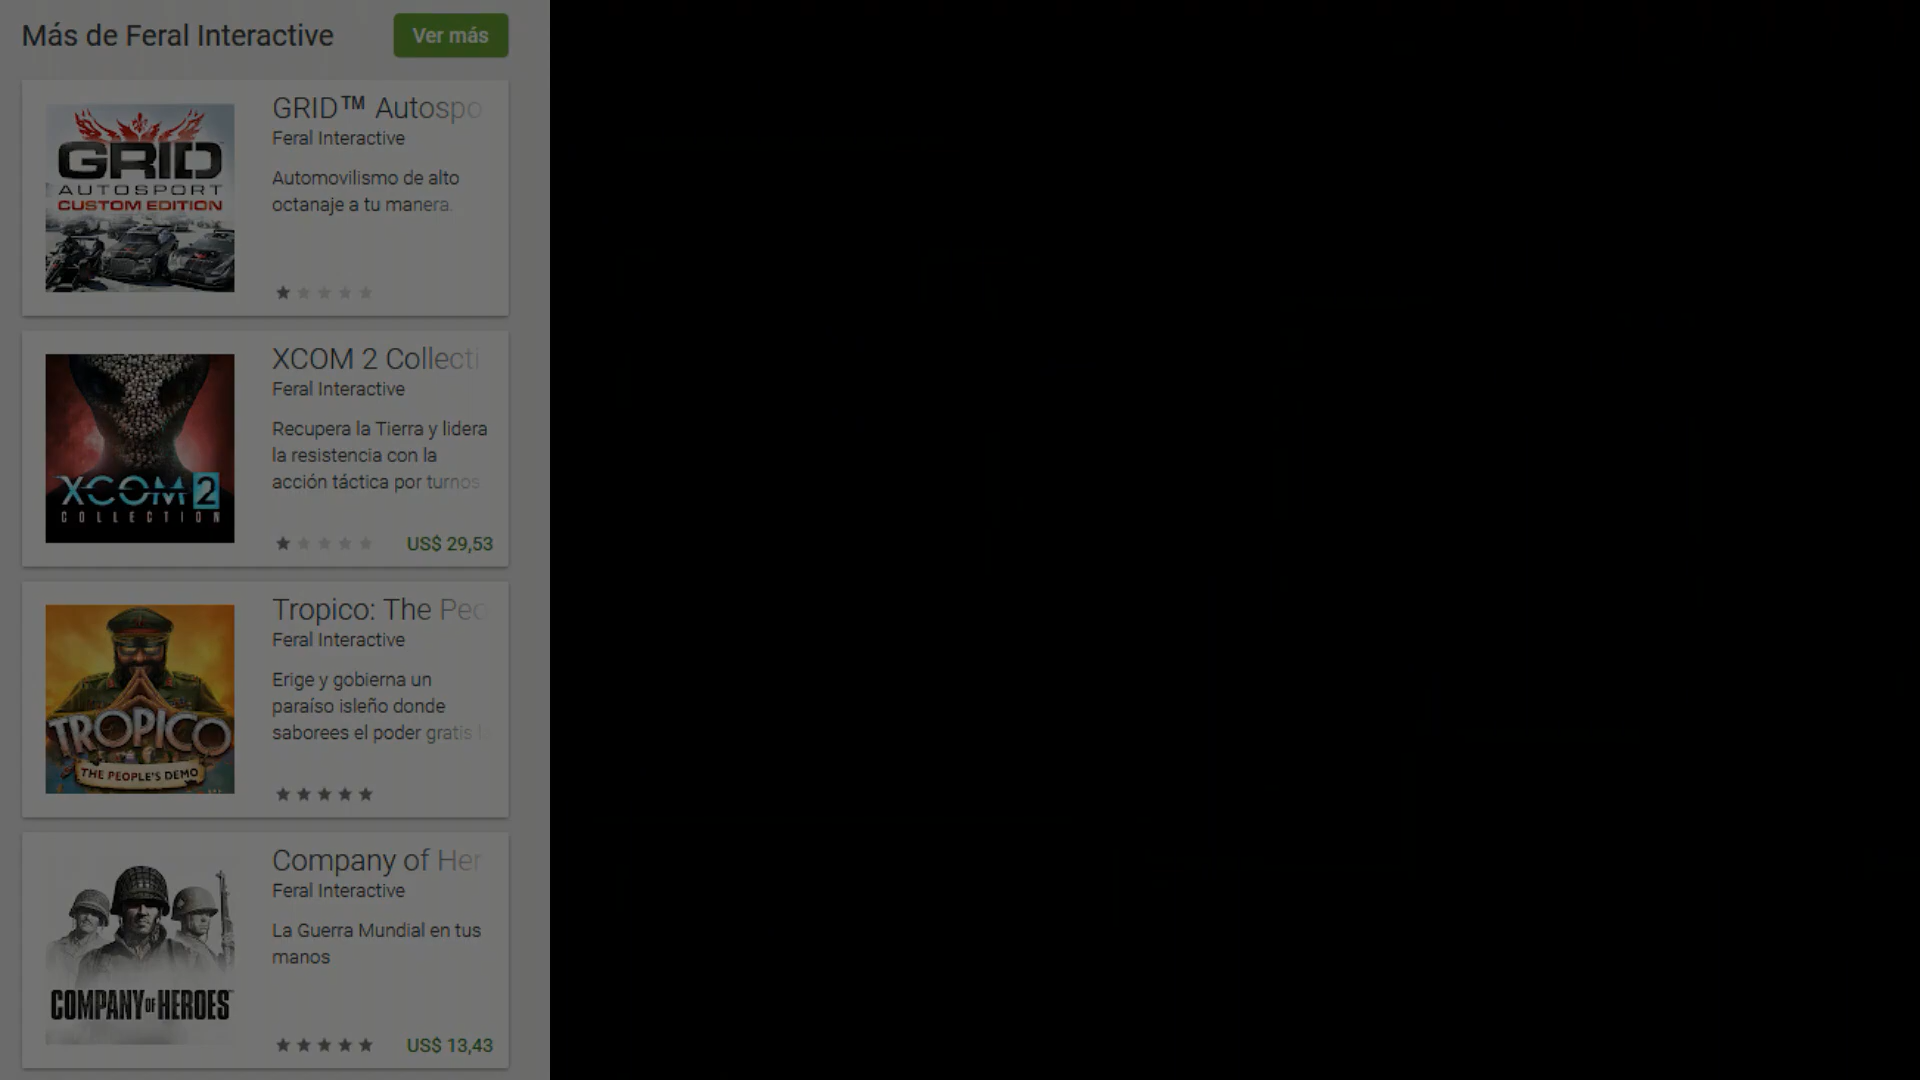 Más de Feral Interactive
Ver más
GRID™ Autospo
Feral Interactive
Automovilismo de alto
octanaje a tu manera.
GRID
AUTOSPORT
CUSTOM EDITION
XCOM 2 Collecti
Feral Interactive
Recupera la Tierra y lidera
la resistencia con la
acción táctica por turnos
XCOM 2
COLLECTION
US$ 29,53
Tropico: The Peo
Feral Interactive
Erige y gobierna un
paraíso isleño donde
saborees el poder gratis
TROPICO
THE PEOPLE'S DEMO
Company of Her
Feral Interactive
La Guerra Mundial en tus
manos
COMPANY OF HEROES
US$ 13,43